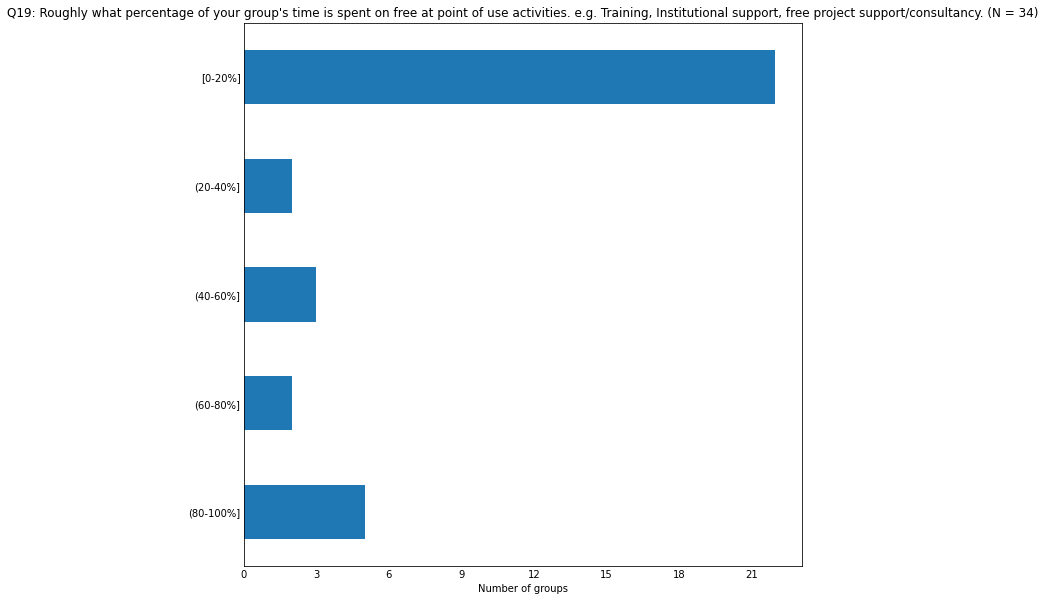 Q19: Roughly what percentage of your group's time is spent on free at point of use activities. e.g. Training, Institutional support, free project support/consultancy. (N = 34)
[0-20%]
(20-40%]
(40-60%]
(60-80%]
(80-100%]
0 3 6 9 12 15 18 21
Number of groups